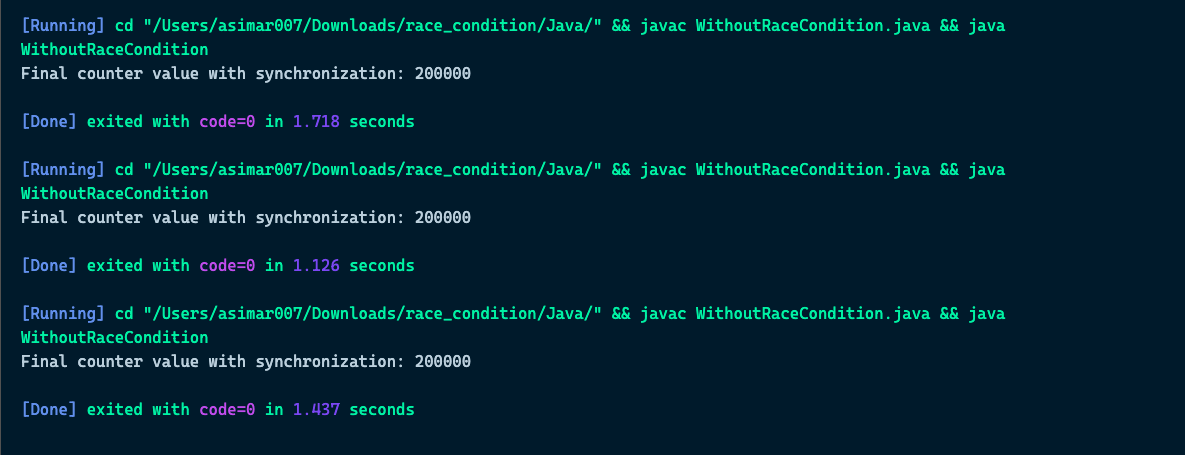 [Running] cd "/Users/asimar007/Downloads/race_condition/Java/" && javac WithoutRaceCondition.java && java
WithoutRaceCondition
Final counter value with synchronization: 200000
[Done] exited with code=0 in 1.718 seconds
[Running] cd "/Users/asimar007/Downloads/race_condition/Java/" && javac WithoutRaceCondition.java && java
WithoutRaceCondition
Final counter value with synchronization: 200000
[Done] exited with code=0 in 1.126 seconds
[Running] cd "/Users/asimar007/Downloads/race_condition/Java/" && javac WithoutRaceCondition.java && java
WithoutRaceCondition
Final counter value with synchronization: 200000
[Done] exited with code=0 in 1.437 seconds